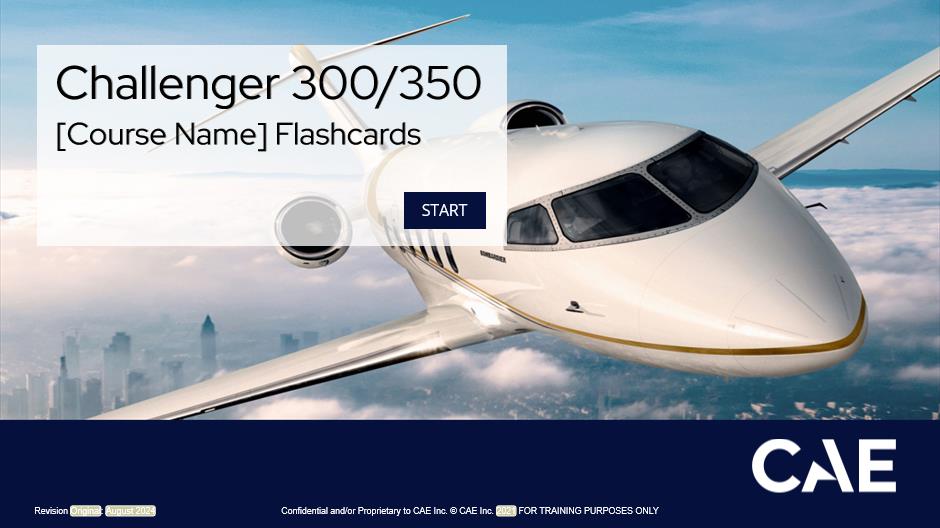 Challenger 300/350
[Course Name] Flashcards
START
BOMBARDIER
CAE
Revision Original: August 2024
Confidential and/or Proprietary to CAE Inc. © CAE Inc. 2021 FOR TRAINING PURPOSES ONLY